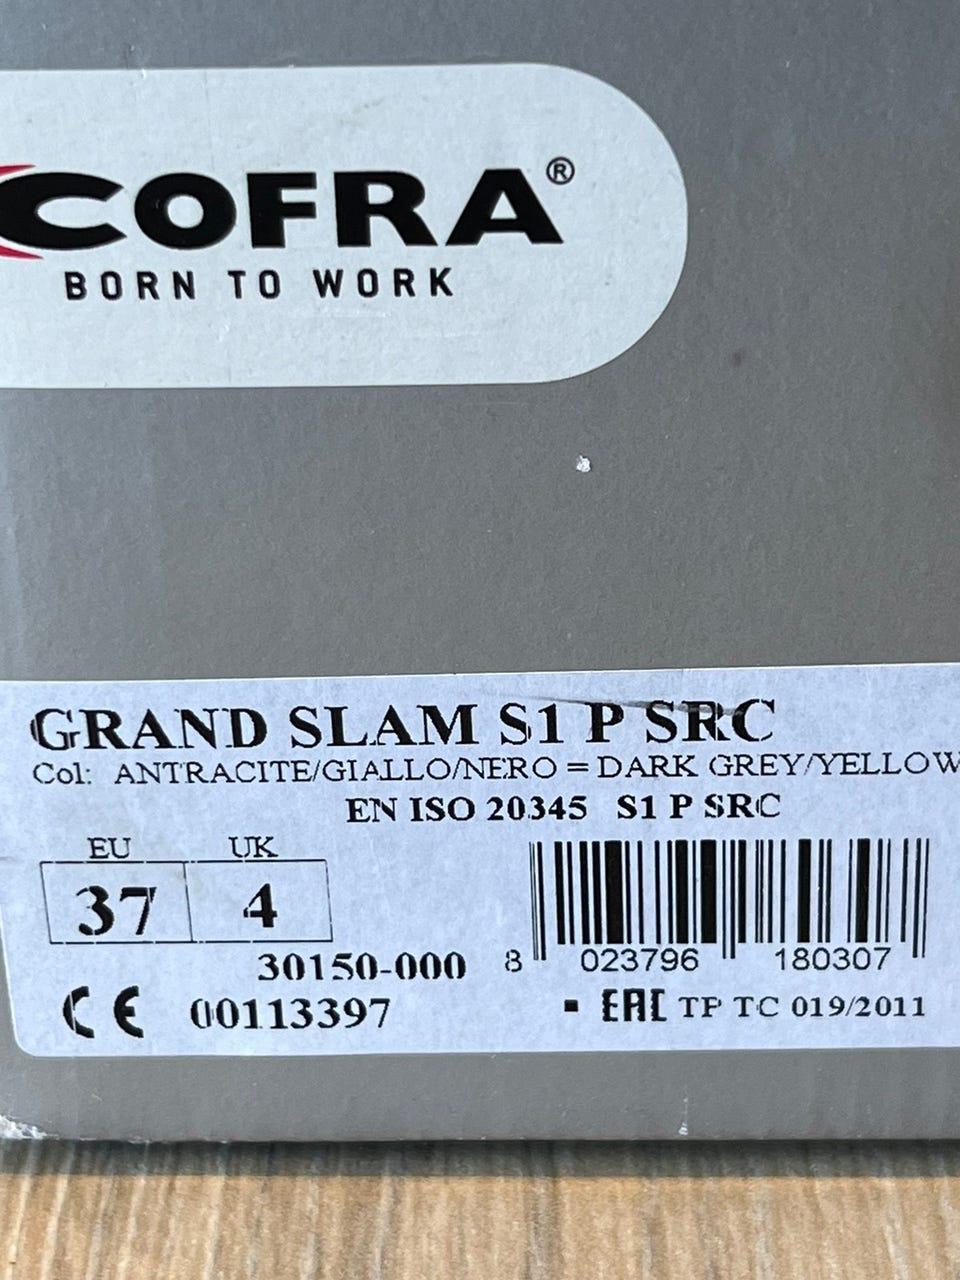 COFRA®
BORN TO WORK
GRAND SLAM S1 P SRC
Col: ANTRACITE/GIALLO/NERO = DARK GREY/YELLOW
EN ISO 20345 S1 P SRC
EU UK
37 4
30150-000
8 023796 180307
CE 00113397
EAC TP TC 019/2011